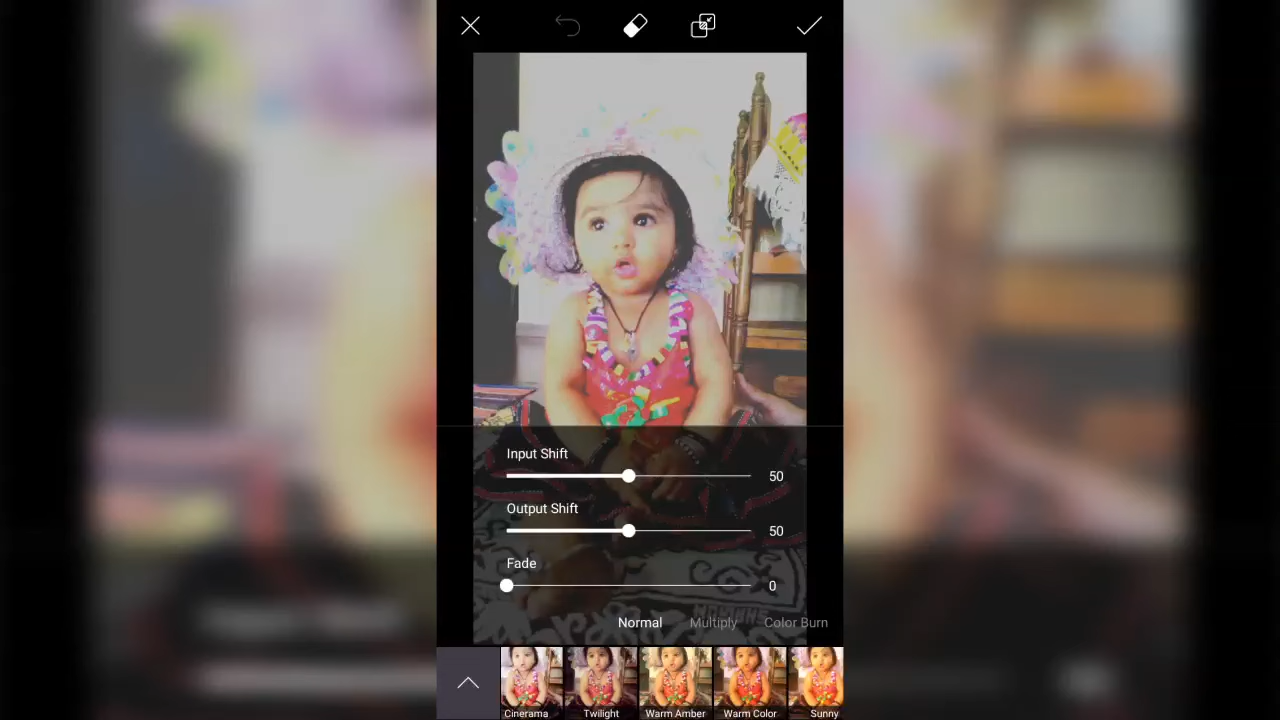 Input Shift
50
Output Shift
50
Fade
0
Normal Multiply Color Burn
Cinerama Twilight Warm Amber Warm Color Sunny